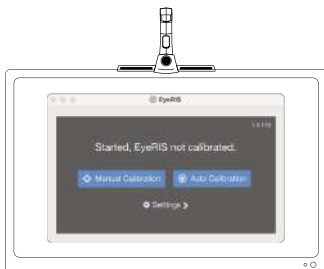 EyeRIS
Started, EyeRIS not calibrated.
Manual Calibration
Auto Calibration
Settings